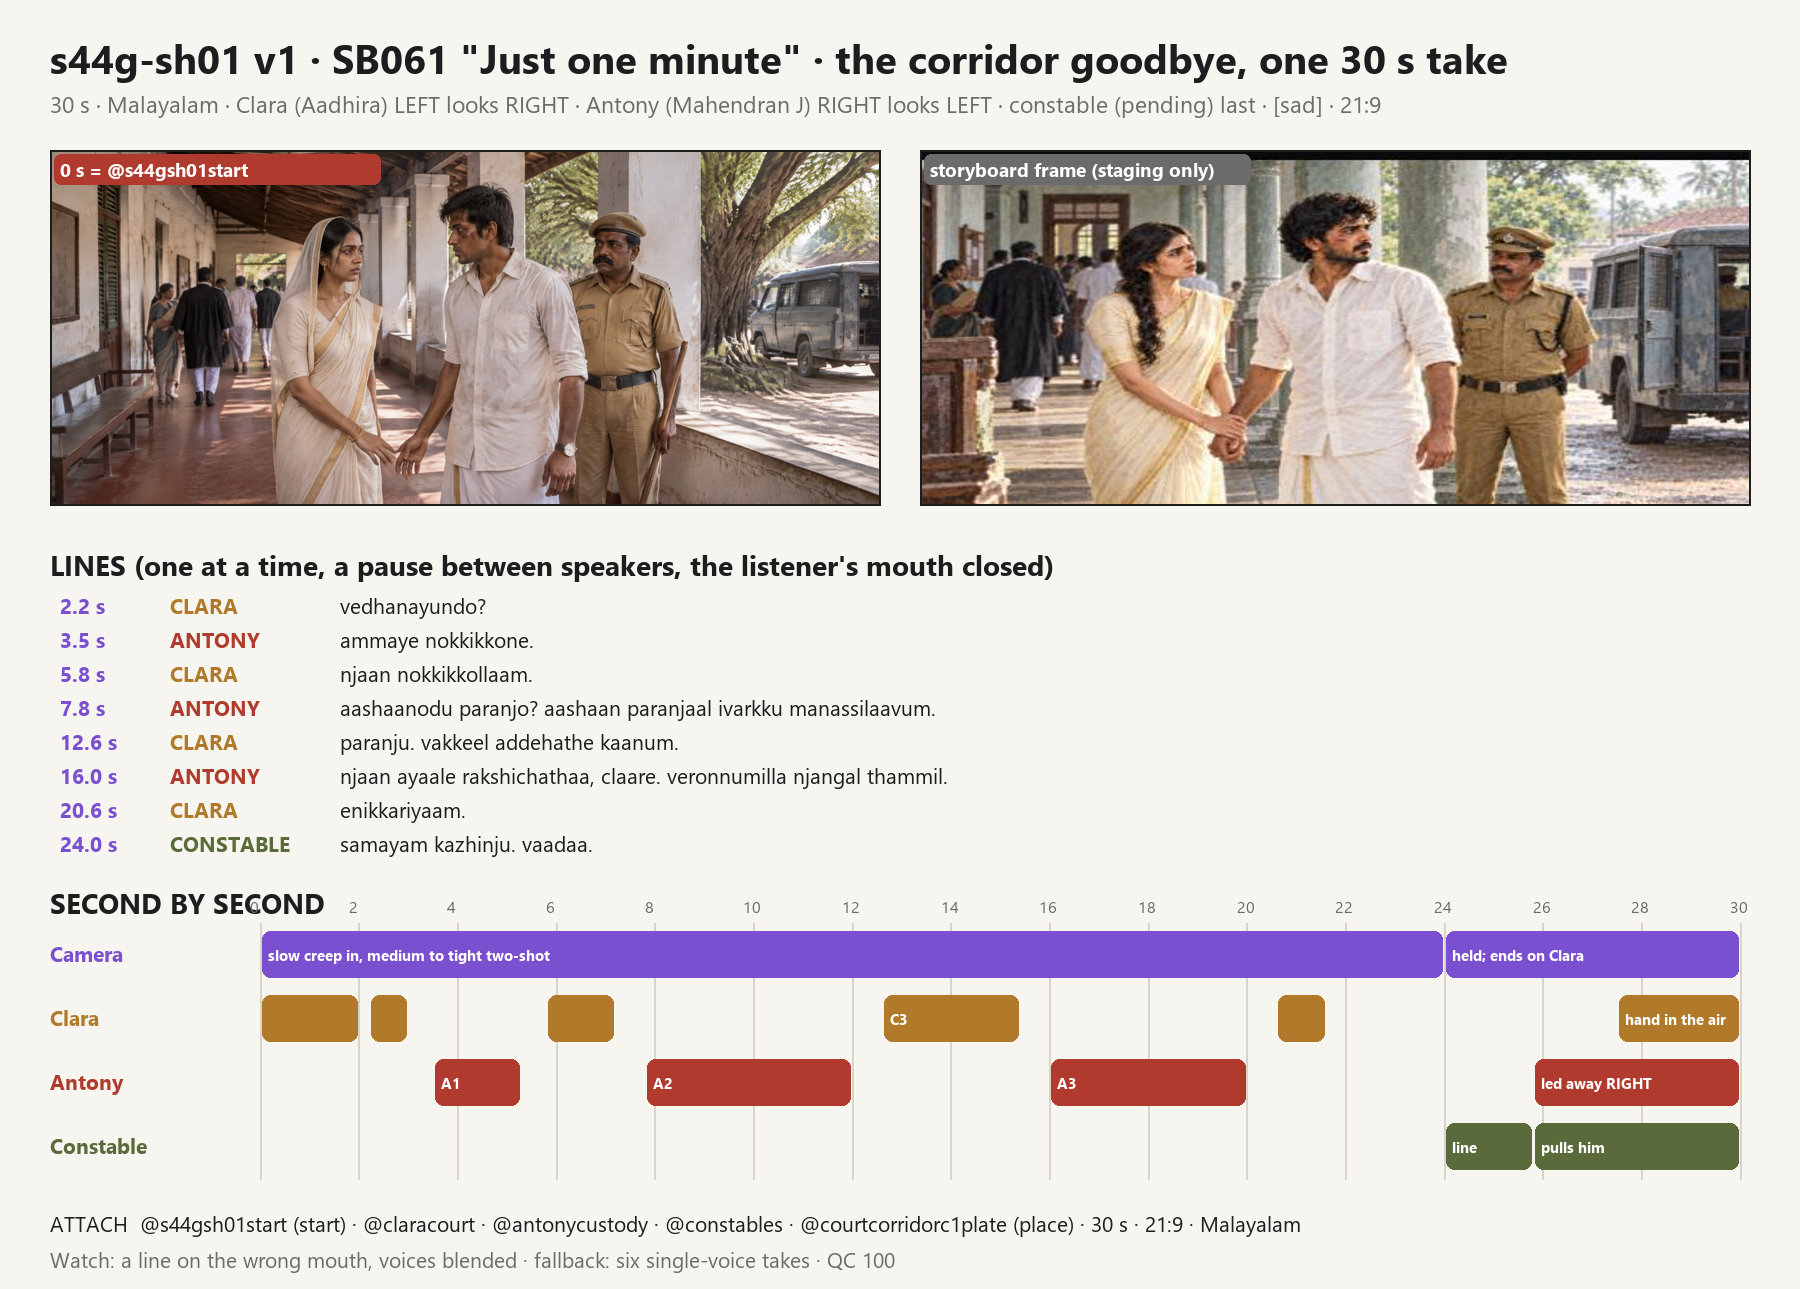 s44g-sh01 v1 · SB061 "Just one minute" · the corridor goodbye, one 30 s take
30 s · Malayalam · Clara (Aadhira) LEFT looks RIGHT · Antony (Mahendran J) RIGHT looks LEFT · constable (pending) last · [sad] · 21:9
0 s = @s44gsh01start
storyboard frame (staging only)
LINES (one at a time, a pause between speakers, the listener's mouth closed)
2.2 s CLARA vedhanayundo?
3.5 s ANTONY ammaye nokkikkone.
5.8 s CLARA njaan nokkikkollaam.
7.8 s ANTONY aashaanodu paranjo? aashaan paranjaal ivarkku manassilaavum.
12.6 s CLARA paranju. vakkeel addehathe kaanum.
16.0 s ANTONY njaan ayaale rakshichathaa, claare. veronnumilla njangal thammil.
20.6 s CLARA enikkariyaam.
24.0 s CONSTABLE samayam kazhinju. vaadaa.
SECOND BY SECOND
0 2 4 6 8 10 12 14 16 18 20 22 24 26 28 30
Camera slow creep in, medium to tight two-shot held; ends on Clara
Clara C3 hand in the air
Antony A1 A2 A3 led away RIGHT
Constable line pulls him
ATTACH @s44gsh01start (start) · @claracourt · @antonycustody · @constables · @courtcorridorc1plate (place) · 30 s · 21:9 · Malayalam
Watch: a line on the wrong mouth, voices blended · fallback: six single-voice takes · QC 100